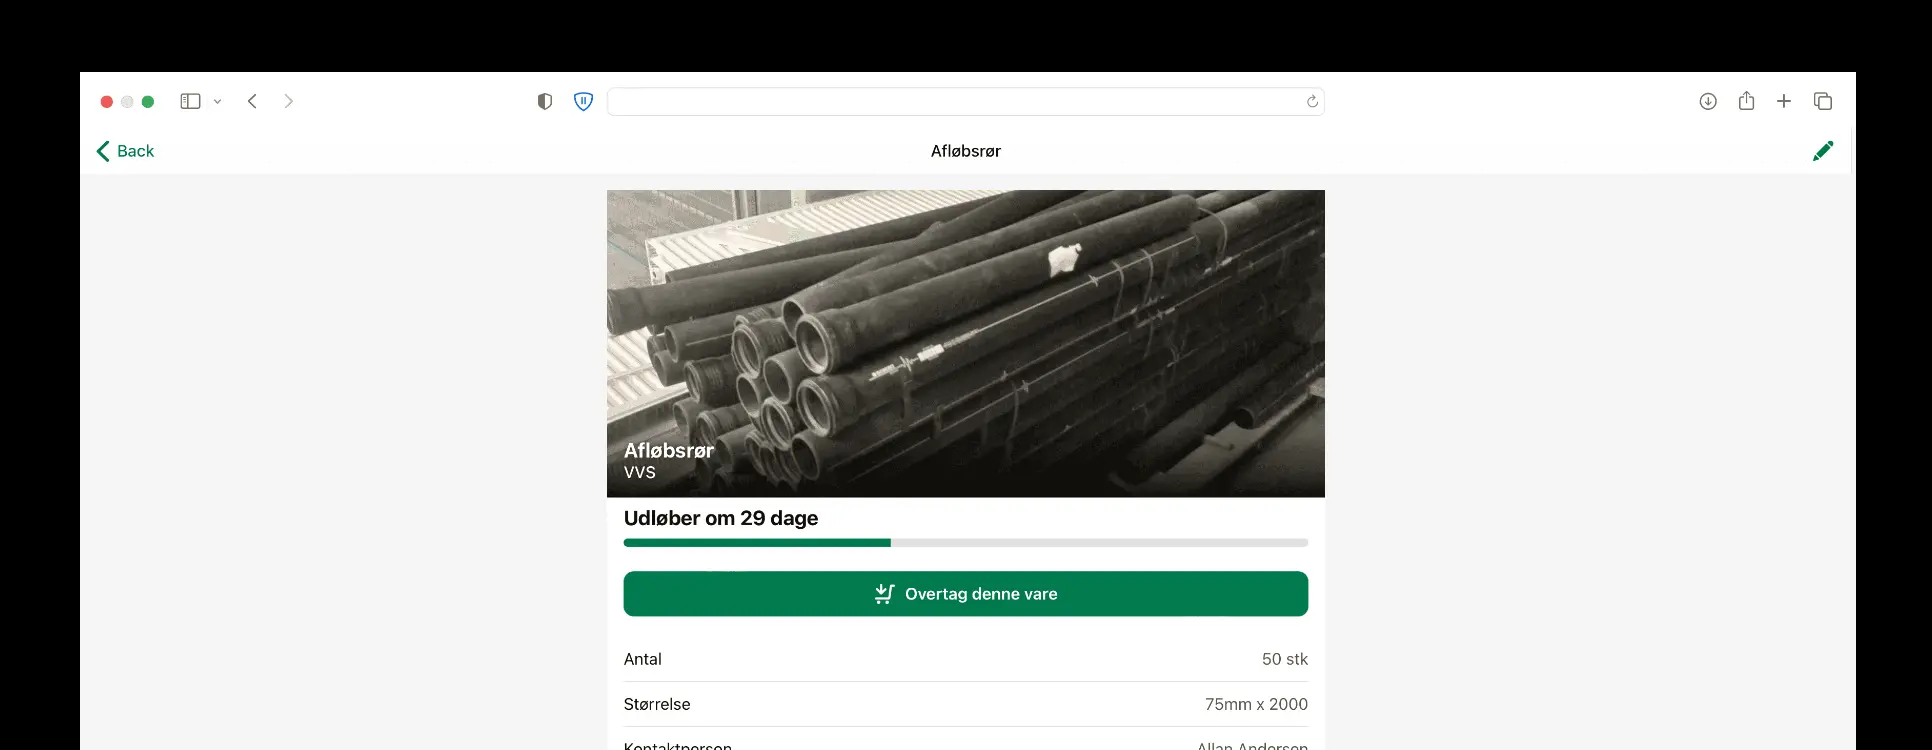 Back
Afløbsrør
Afløbsrør
VVS
Udløber om 29 dage
Overtag denne vare
Antal 50 stk
Størrelse 75mm x 2000
Kontaktperson Allan Andersen